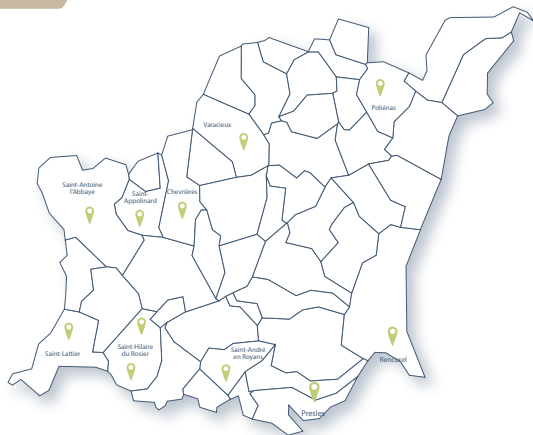 Poliénas
Varacieux
Saint-Antoine
l'Abbaye
Saint-
Appolinard
Chevrières
Saint-Lattier
Saint-Hilaire
du Rosier
Saint-André
en Royans
Rencurel
Presles